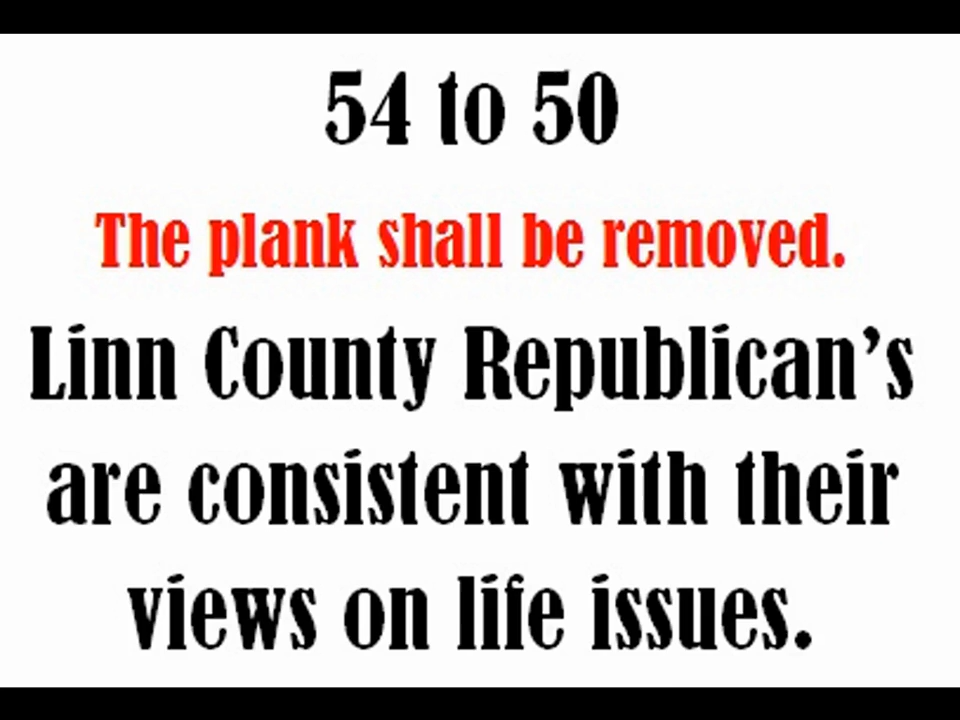 54 to 50
The plank shall be removed.
Linn County Republican’s
are consistent with their
views on life issues.